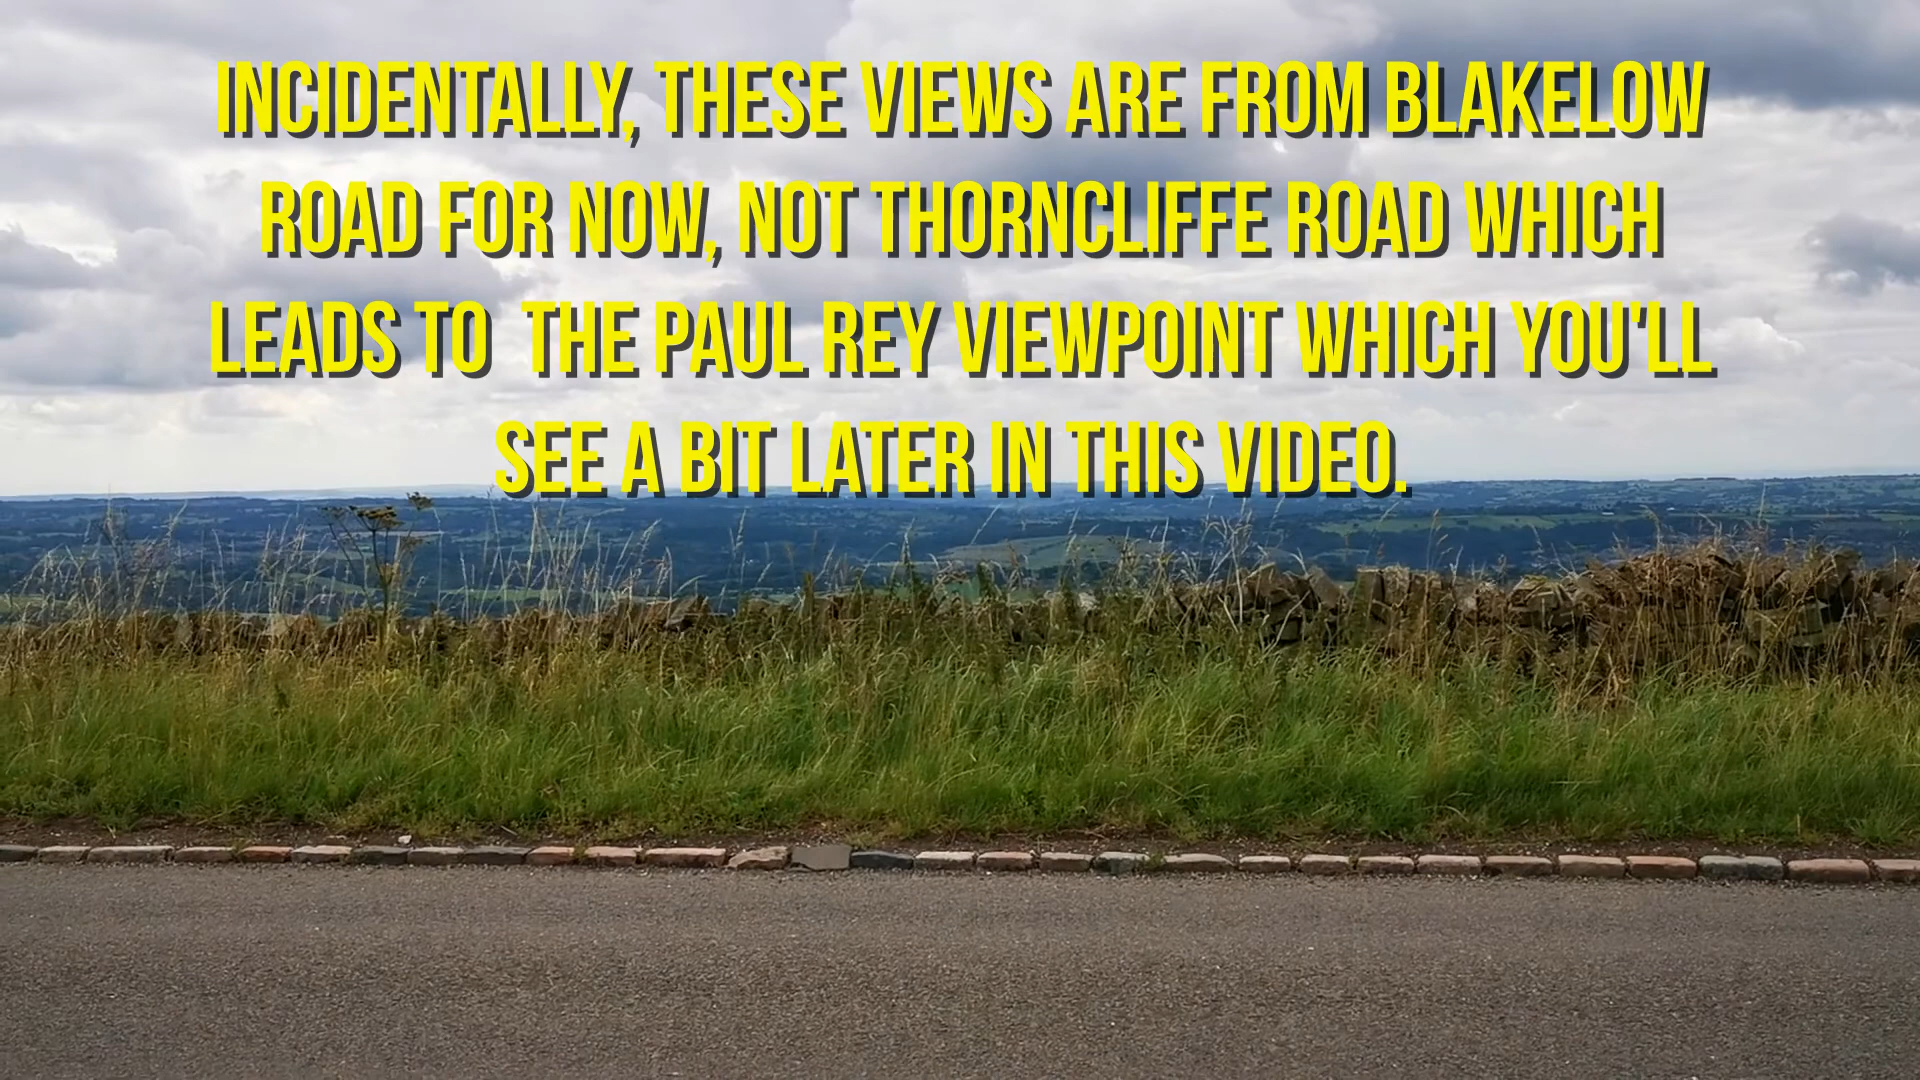 INCIDENTALLY, THESE VIEWS ARE FROM BLAKELOW
ROAD FOR NOW, NOT THORNCLIFFE ROAD WHICH
LEADS TO  THE PAUL REY VIEWPOINT WHICH YOU'LL
SEE A BIT LATER IN THIS VIDEO.